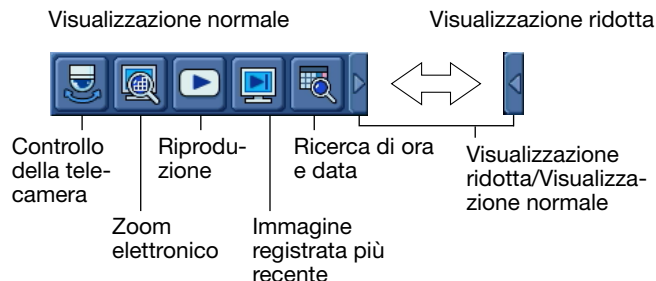 Visualizzazione normale
Visualizzazione ridotta
Controllo
della tele-
camera
Zoom
elettronico
Riprodu-
zione
Immagine
registrata più
recente
Ricerca di ora
e data
Visualizzazione
ridotta/Visualizza-
zione normale